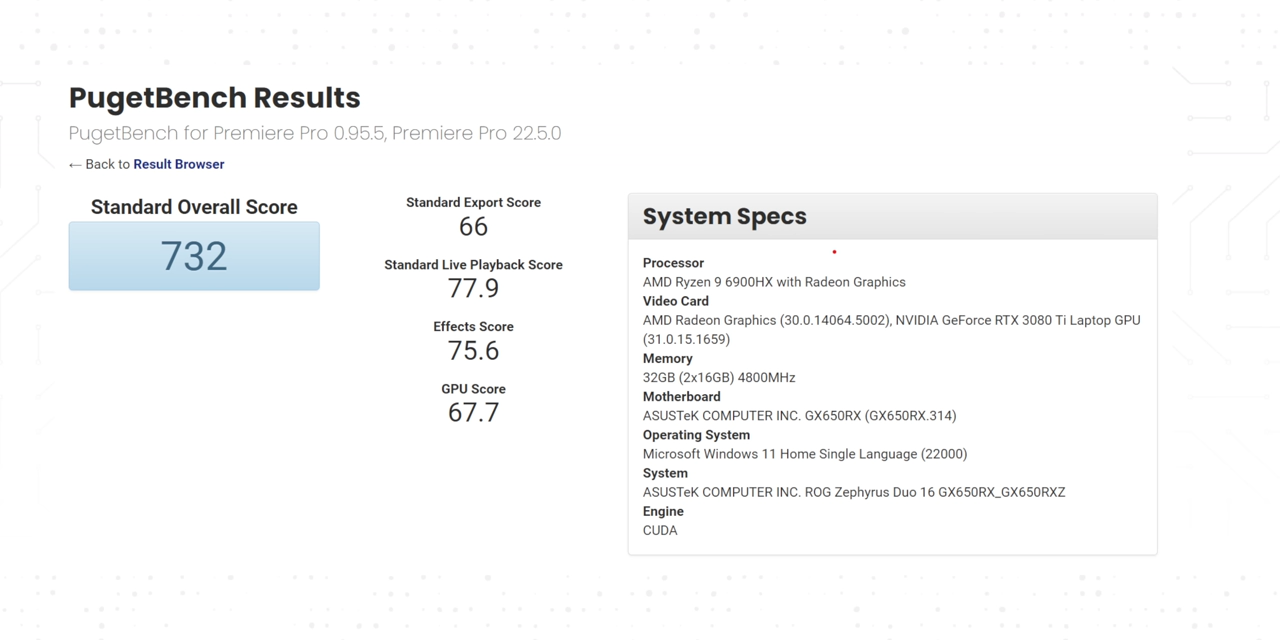 PugetBench Results
PugetBench for Premiere Pro 0.95.5, Premiere Pro 22.5.0
← Back to Result Browser
Standard Overall Score
732
Standard Export Score
66
Standard Live Playback Score
77.9
Effects Score
75.6
GPU Score
67.7
System Specs
Processor
AMD Ryzen 9 6900HX with Radeon Graphics
Video Card
AMD Radeon Graphics (30.0.14064.5002), NVIDIA GeForce RTX 3080 Ti Laptop GPU
(31.0.15.1659)
Memory
32GB (2x16GB) 4800MHz
Motherboard
ASUSTeK COMPUTER INC. GX650RX (GX650RX.314)
Operating System
Microsoft Windows 11 Home Single Language (22000)
System
ASUSTeK COMPUTER INC. ROG Zephyrus Duo 16 GX650RX_GX650RXZ
Engine
CUDA